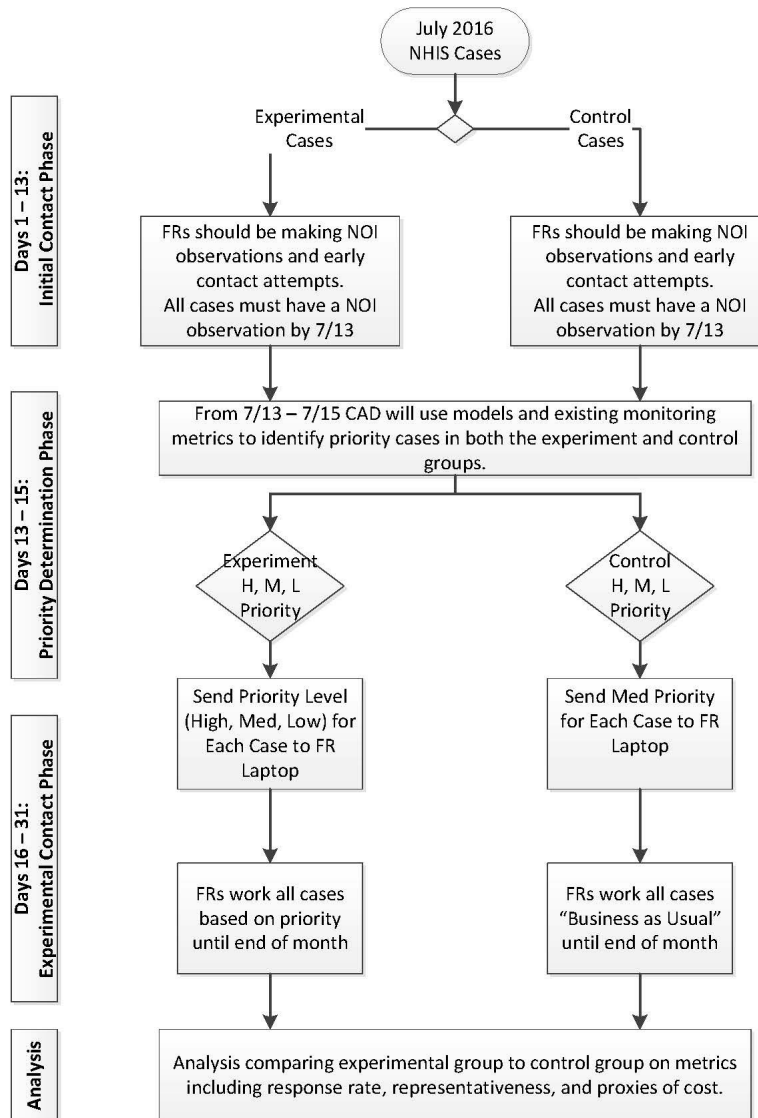 July 2016
NHIS Cases
Experimental
Cases
Control
Cases
Days 1 – 13:
Initial Contact Phase
FRs should be making NOI
observations and early
contact attempts.
All cases must have a NOI
observation by 7/13
FRs should be making NOI
observations and early
contact attempts.
All cases must have a NOI
observation by 7/13
Days 13 – 15:
Priority Determination Phase
From 7/13 – 7/15 CAD will use models and existing monitoring
metrics to identify priority cases in both the experiment and control
groups.
Experiment
H, M, L
Priority
Control
H, M, L
Priority
Send Priority Level
(High, Med, Low) for
Each Case to FR
Laptop
Send Med Priority
for Each Case to FR
Laptop
Days 16 – 31:
Experimental Contact Phase
FRs work all cases
based on priority
until end of month
FRs work all cases
“Business as Usual”
until end of month
Analysis
Analysis comparing experimental group to control group on metrics
including response rate, representativeness, and proxies of cost.